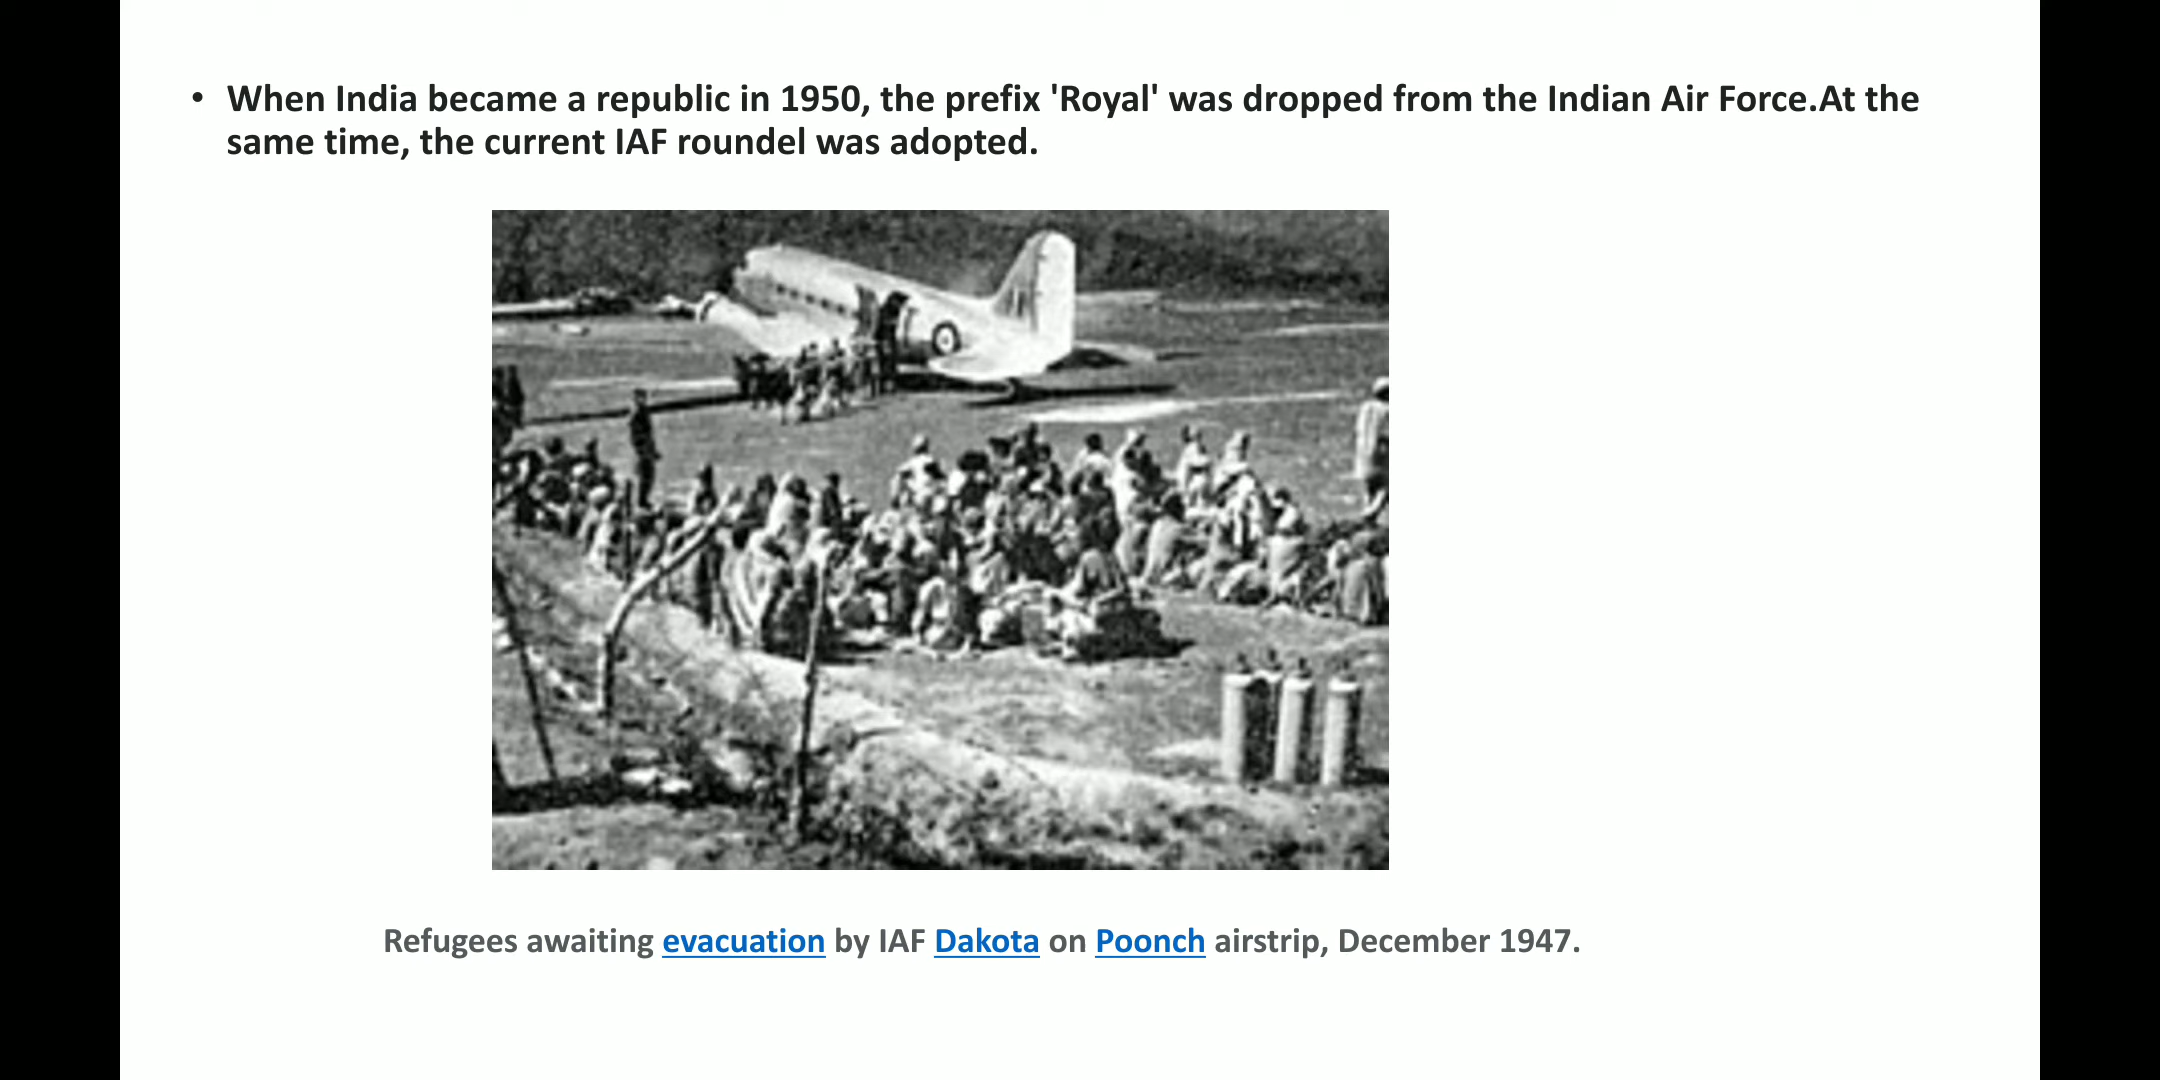 • When India became a republic in 1950, the prefix 'Royal' was dropped from the Indian Air Force.At the
same time, the current IAF roundel was adopted.
Refugees awaiting evacuation by IAF Dakota on Poonch airstrip, December 1947.